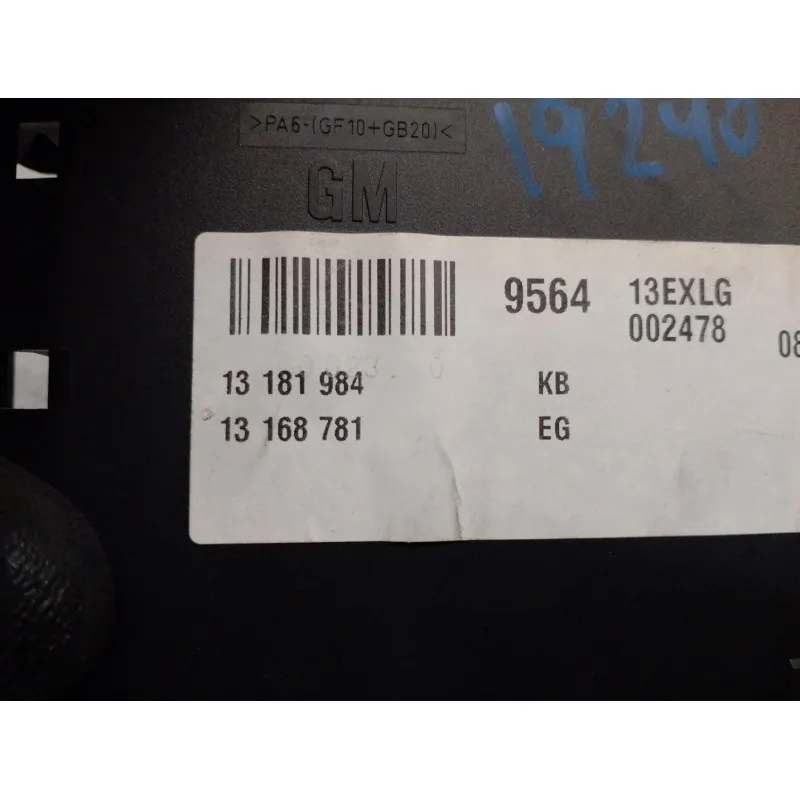 >PA6-(GF10+GB20)<
19240
GM
9564 13EXLG
002478
08
13 181 984 KB
13 168 781 EG